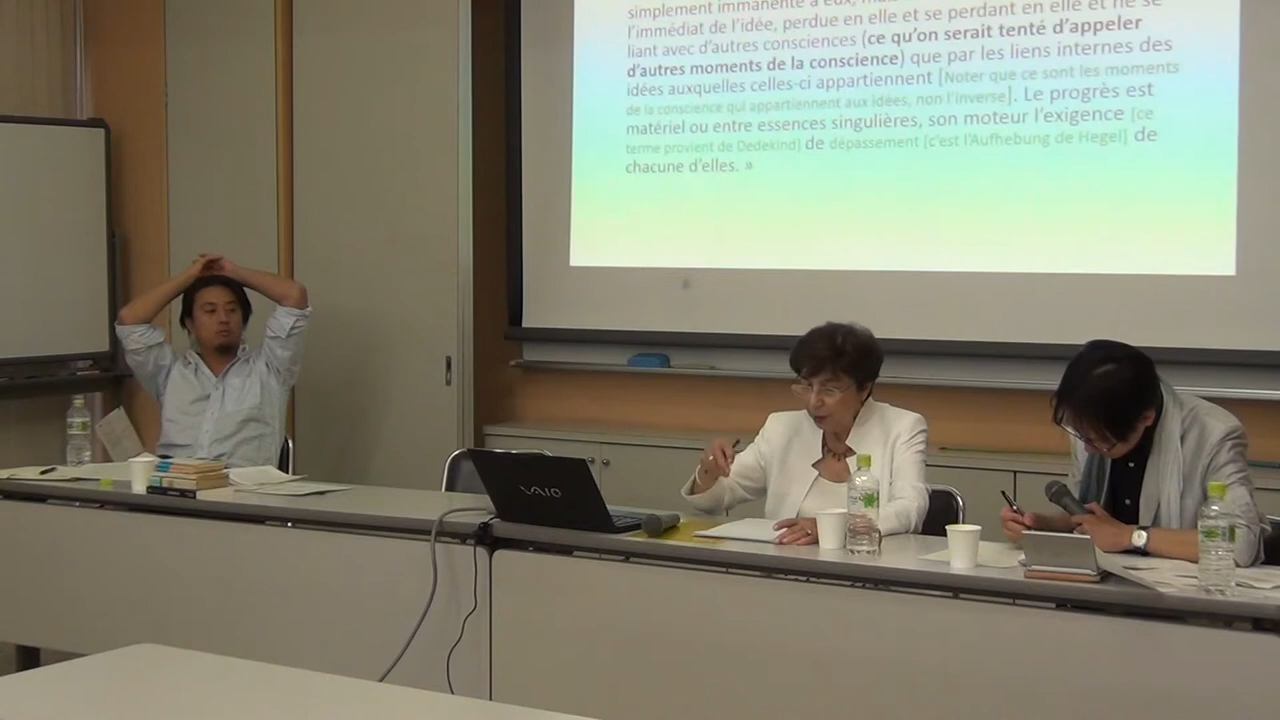 simplement immanente à eux, mais
l'immédiat de l'idée, perdue en elle et se perdant en elle et ne se
liant avec d'autres consciences (ce qu'on serait tenté d'appeler
d'autres moments de la conscience) que par les liens internes des
idées auxquelles celles-ci appartiennent [Noter que ce sont les moments
de la conscience qui appartiennent aux idées, non l'inverse]. Le progrès est
matériel ou entre essences singulières, son moteur l'exigence [ce
terme provient de Dedekind] de dépassement [c'est l'Aufhebung de Hegel] de
chacune d'elles. »
VAIO